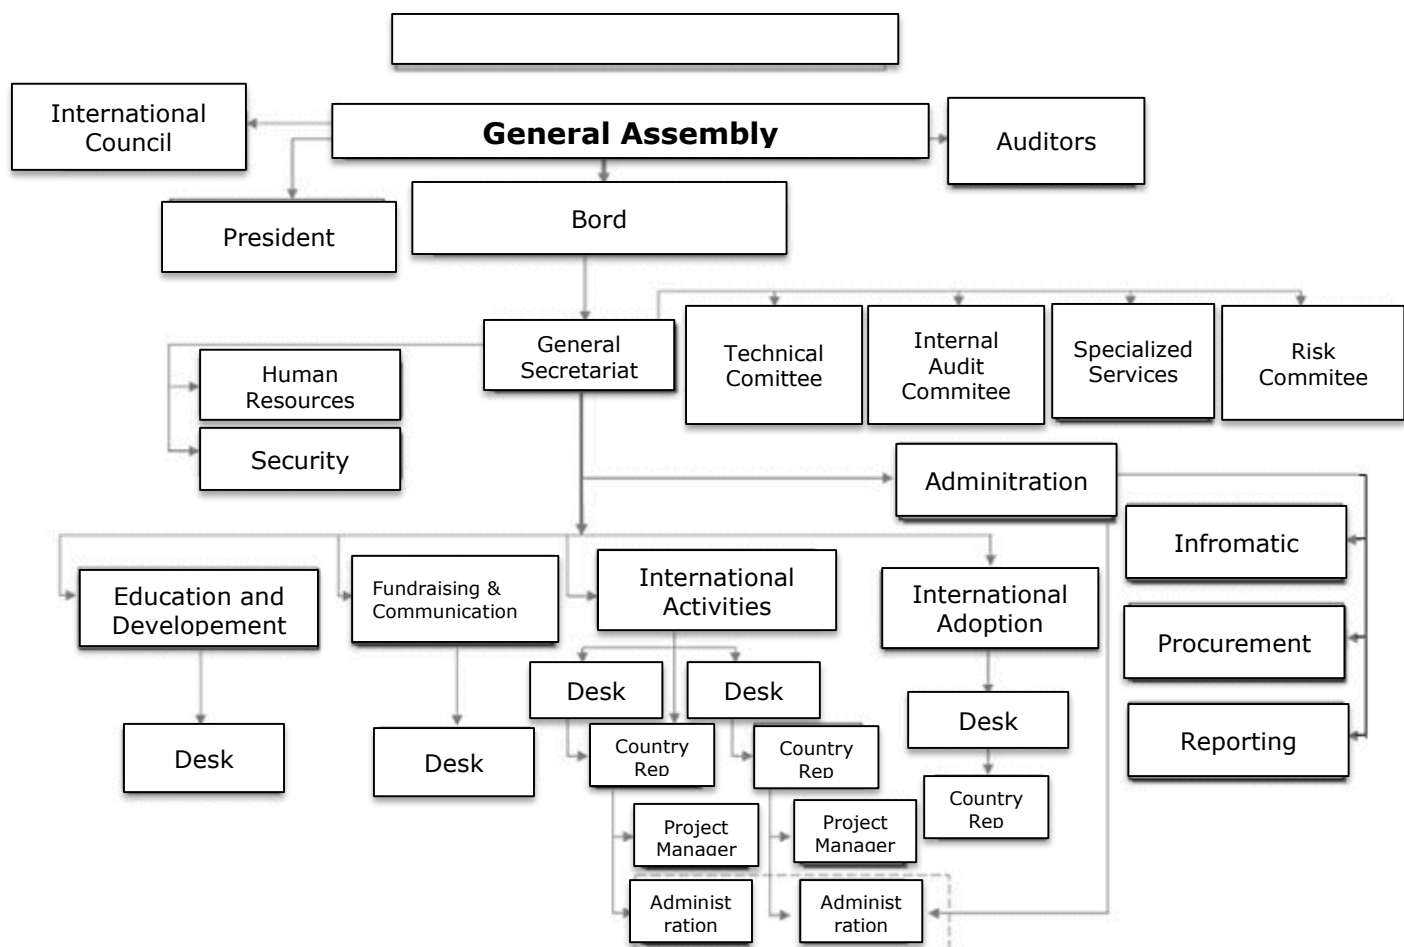 International
Council
General Assembly
Auditors
President
Bord
General
Secretariat
Technical
Comittee
Internal
Audit
Commitee
Specialized
Services
Risk
Commitee
Human
Resources
Security
Adminitration
Infromatic
Procurement
Reporting
Education and
Developement
Fundraising &
Communication
International
Activities
International
Adoption
Desk
Desk
Desk
Desk
Desk
Country
Rep
Country
Rep
Country
Rep
Project
Manager
Project
Manager
Administ
ration
Administ
ration